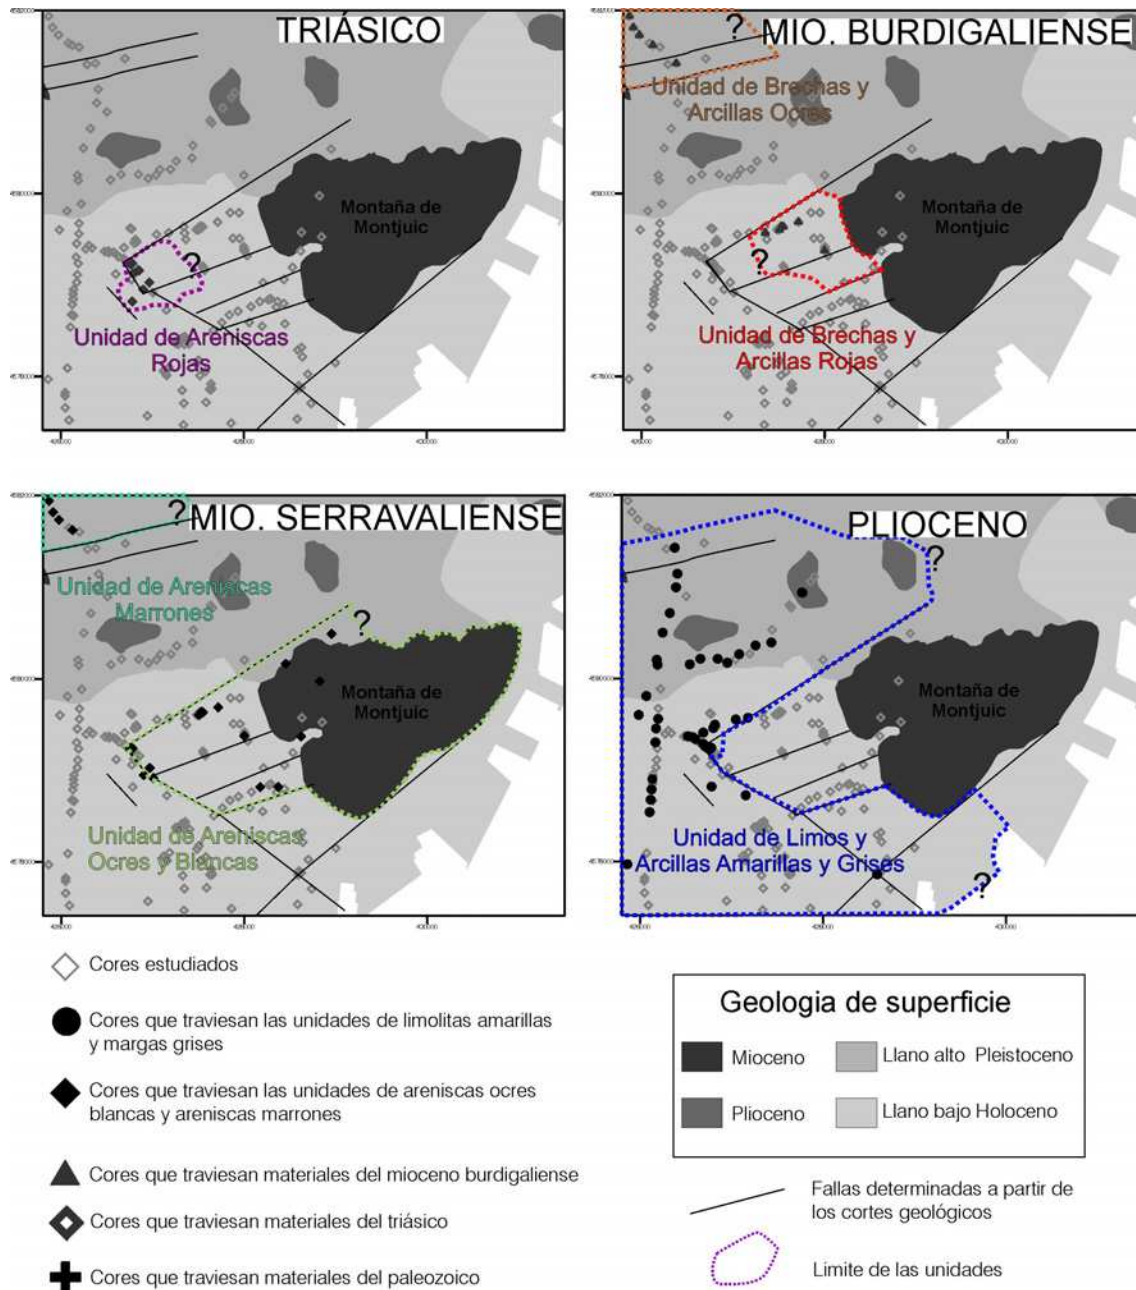 TRIÁSICO
Montaña de
Montjuic
?
Unidad de Areniscas
Rojas
MIO. BURDIGALIENSE
?
Unidad de Brechas y
Arcillas Ocres
Montaña de
Montjuic
?
Unidad de Brechas y
Arcillas Rojas
MIO. SERRAVALIENSE
?
Unidad de Areniscas
Marrones
?
Montaña de
Montjuic
Unidad de Areniscas
Ocres y Blancas
PLIOCENO
?
Montaña de
Montjuic
Unidad de Limos y
Arcillas Amarillas y Grises
?
Cores estudiados
Cores que traviesan las unidades de limolitas amarillas
y margas grises
Cores que traviesan las unidades de areniscas ocres
blancas y areniscas marrones
Cores que traviesan materiales del mioceno burdigaliense
Cores que traviesan materiales del triásico
Cores que traviesan materiales del paleozoico
Geologia de superficie
Mioceno
Llano alto Pleistoceno
Plioceno
Llano bajo Holoceno
Fallas determinadas a partir de
los cortes geológicos
Limite de las unidades